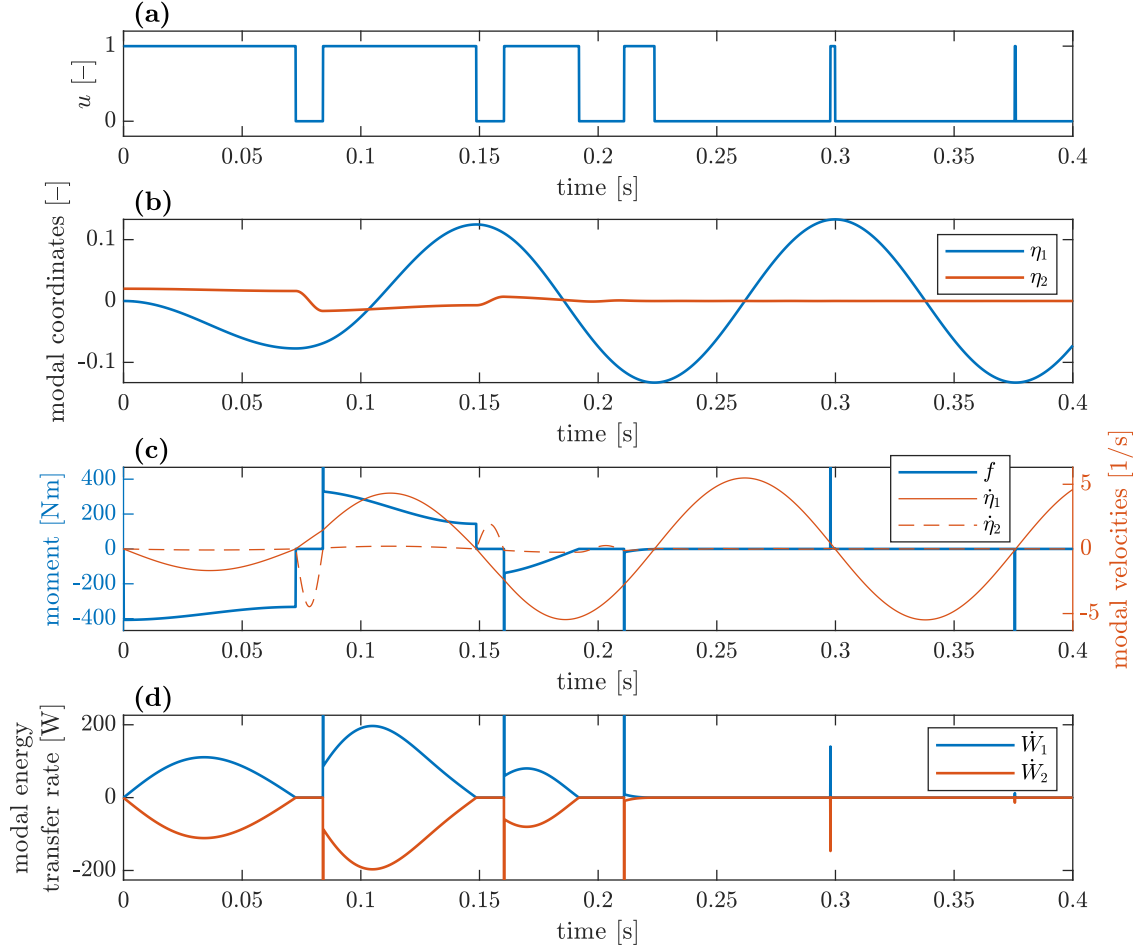 (a)
1
0
u [−]
0 0.05 0.1 0.15 0.2 0.25 0.3 0.35 0.4
time [s]
(b)
0.1
0
-0.1
modal coordinates [−]
η₁
η₂
0 0.05 0.1 0.15 0.2 0.25 0.3 0.35 0.4
time [s]
(c)
400
200
0
-200
-400
moment [Nm]
f
η̇₁
η̇₂
5
0
-5
modal velocities [1/s]
0 0.05 0.1 0.15 0.2 0.25 0.3 0.35 0.4
time [s]
(d)
200
0
-200
modal energy
transfer rate [W]
Ẇ₁
Ẇ₂
0 0.05 0.1 0.15 0.2 0.25 0.3 0.35 0.4
time [s]